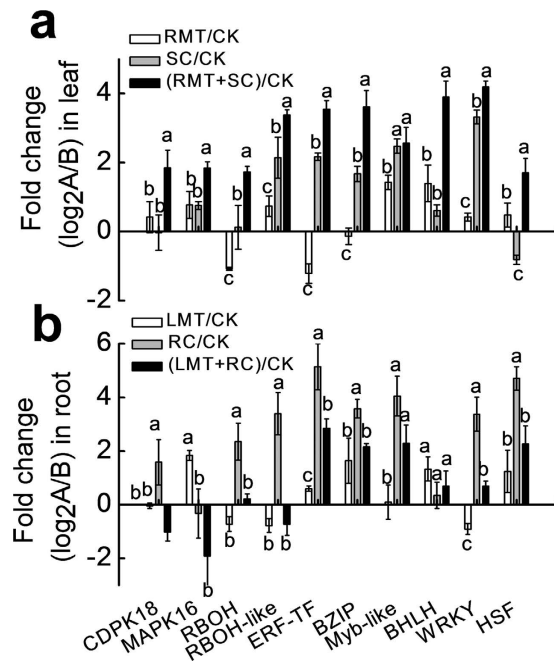 a
RMT/CK
SC/CK
(RMT+SC)/CK
Fold change
(log2A/B) in leaf
4
2
0
-2
b b a
b b a
c b a
c b a
c b a
c b a
b a a
b b a
c b a
b c a
b
LMT/CK
RC/CK
(LMT+RC)/CK
Fold change
(log2A/B) in root
6
4
2
0
-2
b b a
a b b
b a b
b a b
c a b
b a b
b a b
a a a
c a b
b a b
CDPK18
MAPK16
RBOH
RBOH-like
ERF-TF
BZIP
Myb-like
BHLH
WRKY
HSF